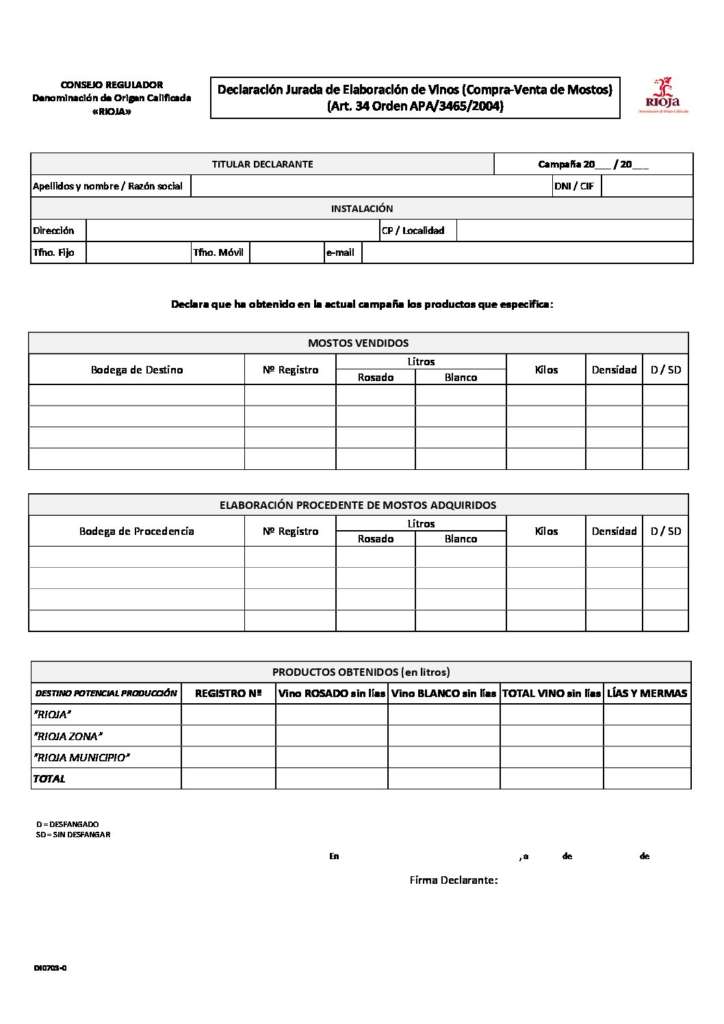 CONSEJO REGULADOR
Denominación de Origen Calificada
«RIOJA»
Declaración Jurada de Elaboración de Vinos (Compra-Venta de Mostos)
(Art. 34 Orden APA/3465/2004)
RIOJA
TITULAR DECLARANTE Campaña 20___ / 20___
Apellidos y nombre / Razón social DNI / CIF
INSTALACIÓN
Dirección CP / Localidad
Tfno. Fijo Tfno. Móvil e-mail
Declara que ha obtenido en la actual campaña los productos que especifica:
MOSTOS VENDIDOS
Bodega de Destino Nº Registro Litros Kilos Densidad D / SD
Rosado Blanco
ELABORACIÓN PROCEDENTE DE MOSTOS ADQUIRIDOS
Bodega de Procedencia Nº Registro Litros Kilos Densidad D / SD
Rosado Blanco
PRODUCTOS OBTENIDOS (en litros)
DESTINO POTENCIAL PRODUCCIÓN REGISTRO Nº Vino ROSADO sin lías Vino BLANCO sin lías TOTAL VINO sin lías LÍAS Y MERMAS
"RIOJA"
"RIOJA ZONA"
"RIOJA MUNICIPIO"
TOTAL
D = DESFANGADO
SD = SIN DESFANGAR
En , a de de
Firma Declarante:
DI0703-0